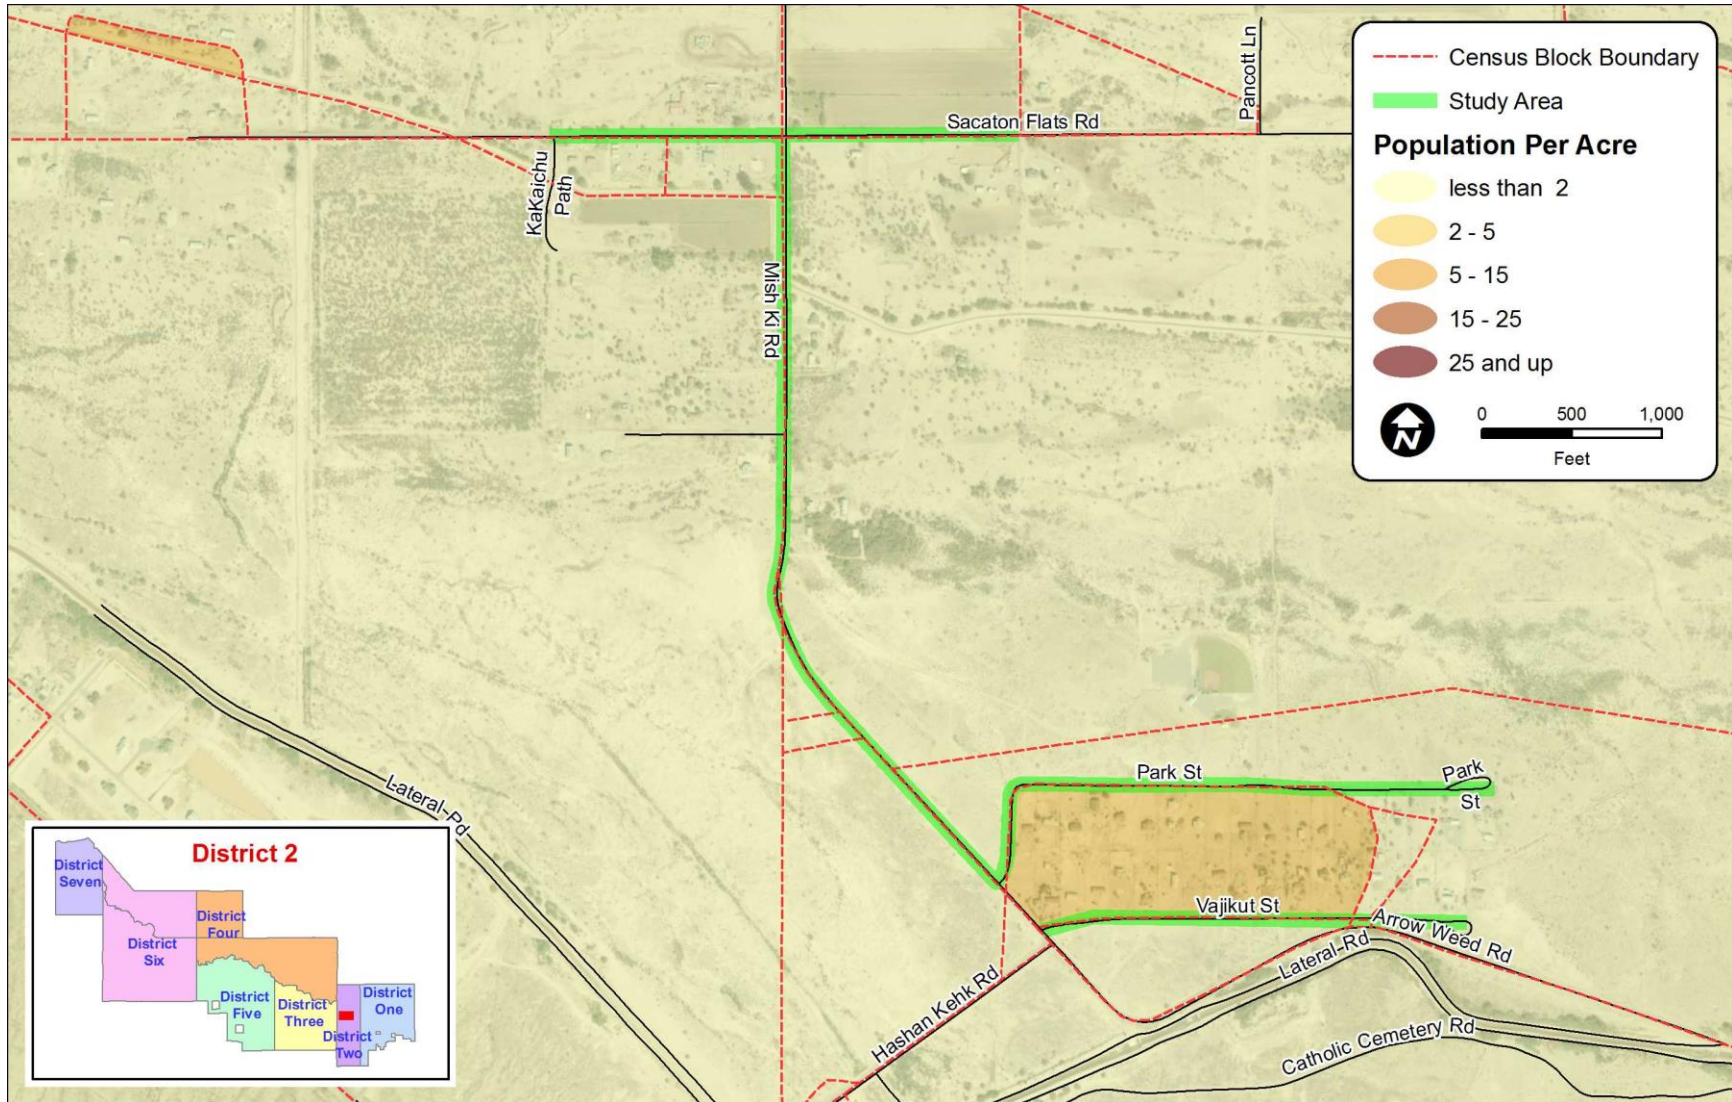 Census Block Boundary
Study Area
Population Per Acre
less than 2
2 - 5
5 - 15
15 - 25
25 and up
N
0 500 1,000
Feet
Pancott Ln
Sacaton Flats Rd
KaKaichu
Path
Mish Ki Rd
Park St
Park
St
Vajikut St
Arrow Weed Rd
Lateral Rd
Lateral Rd
Hashan Kehk Rd
Catholic Cemetery Rd
District 2
District
Seven
District
Four
District
Six
District
Five
District
Three
District
One
District
Two